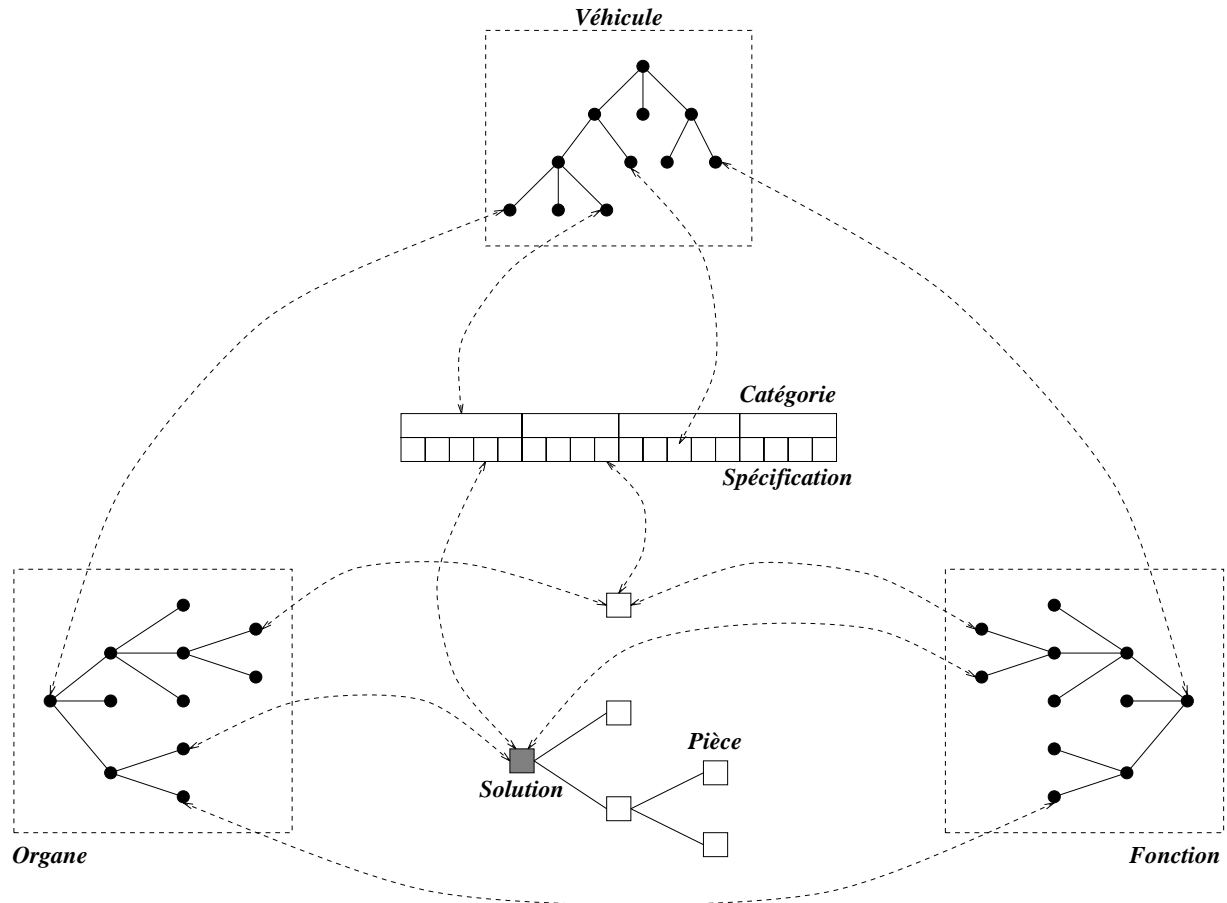 Véhicule
Catégorie
Spécification
Pièce
Solution
Organe
Fonction